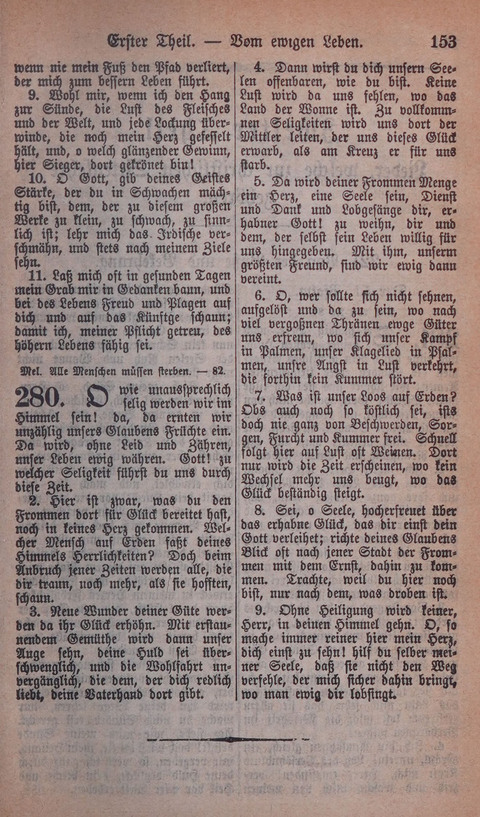 Erster Theil. — Vom ewigen Leben. 153
wenn nie mein Fuß den Pfad verliert,
der mich zum bessern Leben führt.
9. Wohl mir, wenn ich den Hang
zur Sünde, die Lust des Fleisches
und der Welt, und jede Lockung über-
winde, die noch mein Herz gefesselt
hält, und, o welch glänzender Gewinn,
hier Sieger, dort gekrönet bin!
10. O Gott, gib deines Geistes
Stärke, der du in Schwachen mäch-
tig bist, dem, der zu diesem großen
Werke zu klein, zu schwach, zu sinn-
lich ist; lehr mich das Irdische ver-
schmähn, und stets nach meinem Ziele
sehn.
11. Laß mich oft in gesunden Tagen
mein Grab mir in Gedanken baun, und
bei des Lebens Freud und Plagen auf
dich und auf das Künftge schaun;
damit ich, meiner Pflicht getreu, des
höhern Lebens fähig sei.
Mel. Alle Menschen müssen sterben. — 82.
280. O wie unaussprechlich
selig werden wir im
Himmel sein! da, da ernten wir
unzählig unsers Glaubens Früchte ein.
Da wird, ohne Leid und Zähren,
unser Leben ewig währen. Gott! zu
welcher Seligkeit führst du uns durch
diese Zeit.
2. Hier ist zwar, was du den
Frommen dort für Glück bereitet hast,
noch in keines Herz gekommen. Wel-
cher Mensch auf Erden faßt deines
Himmels Herrlichkeiten? Doch beim
Anbruch jener Zeiten werden alle, die
dir traun, noch mehr, als sie hofften,
schaun.
3. Neue Wunder deiner Güte wer-
den da ihr Glück erhöhn. Mit erstau-
nendem Gemüthe wird dann unser
Auge sehn, deine Huld sei über-
schwenglich, und die Wohlfahrt un-
vergänglich, die dem, der dich redlich
liebt, deine Vaterhand dort gibt.
4. Dann wirst du dich unsern See-
len offenbaren, wie du bist. Keine
Lust wird da uns fehlen, wo das
Land der Wonne ist. Zu vollkomm-
nen Seligkeiten wird uns dort der
Mittler leiten, der uns dieses Glück
erwarb, als am Kreuz er für uns
starb.
5. Da wird deiner Frommen Menge
ein Herz, eine Seele sein, Dienst
und Dank und Lobgesänge dir, er-
habner Gott! zu weihn, dir und
dem, der selbst sein Leben willig für
uns hingegeben. Mit ihm, unserm
größten Freund, sind wir ewig dann
vereint.
6. O, wer sollte sich nicht sehnen,
aufgelöst und da zu sein, wo nach
viel vergoßnen Thränen ewge Güter
uns erfreun, wo sich unser Kampf
in Palmen, unser Klagelied in Psal-
men, unsre Angst in Lust verkehrt,
die forthin kein Kummer stört.
7. Was ist unser Loos auf Erden?
Obs auch noch so köstlich sei, ists
doch nie ganz von Beschwerden, Sor-
gen, Furcht und Kummer frei. Schnell
folgt hier auf Lust ot Weinen. Dort
nur wird die Zeit erscheinen, wo kein
Wechsel mehr uns beugt, wo das
Glück beständig steigt.
8. Sei, o Seele, hocherfreuet über
das erhabne Glück, das dir einst dein
Gott verleihet; richte deines Glaubens
Blick oft nach jener Stadt der From-
men mit dem Ernst, dahin zu kom-
men. Trachte, weil du hier noch
bist, nur nach dem, was droben ist.
9. Ohne Heiligung wird keiner,
Herr, in deinen Himmel gehn. O, so
mache immer reiner hier mein Herz,
dich einst zu sehn! hilf du selber mei-
ner Seele, daß sie nicht den Weg
verfehle, der mich sicher dahin bringt,
wo man ewig dir lobsingt.